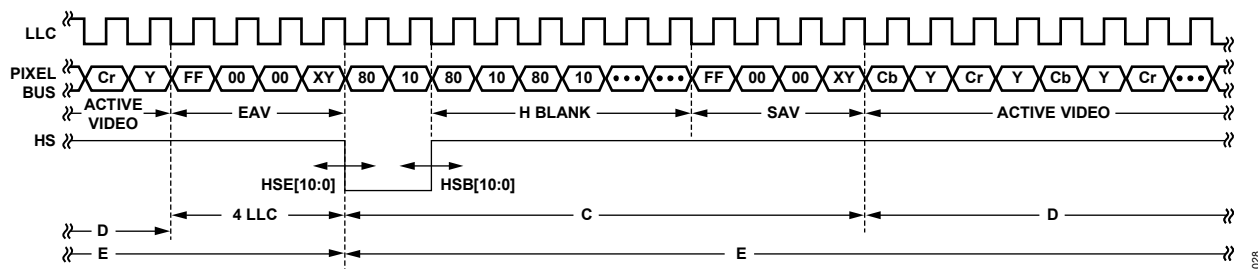 LLC
PIXEL BUS Cr Y FF 00 00 XY 80 10 80 10 80 10 ••• ••• FF 00 00 XY Cb Y Cr Y Cb Y Cr •••
ACTIVE VIDEO EAV H BLANK SAV ACTIVE VIDEO
HS
HSE[10:0] HSB[10:0]
4 LLC C D
D
E E
023